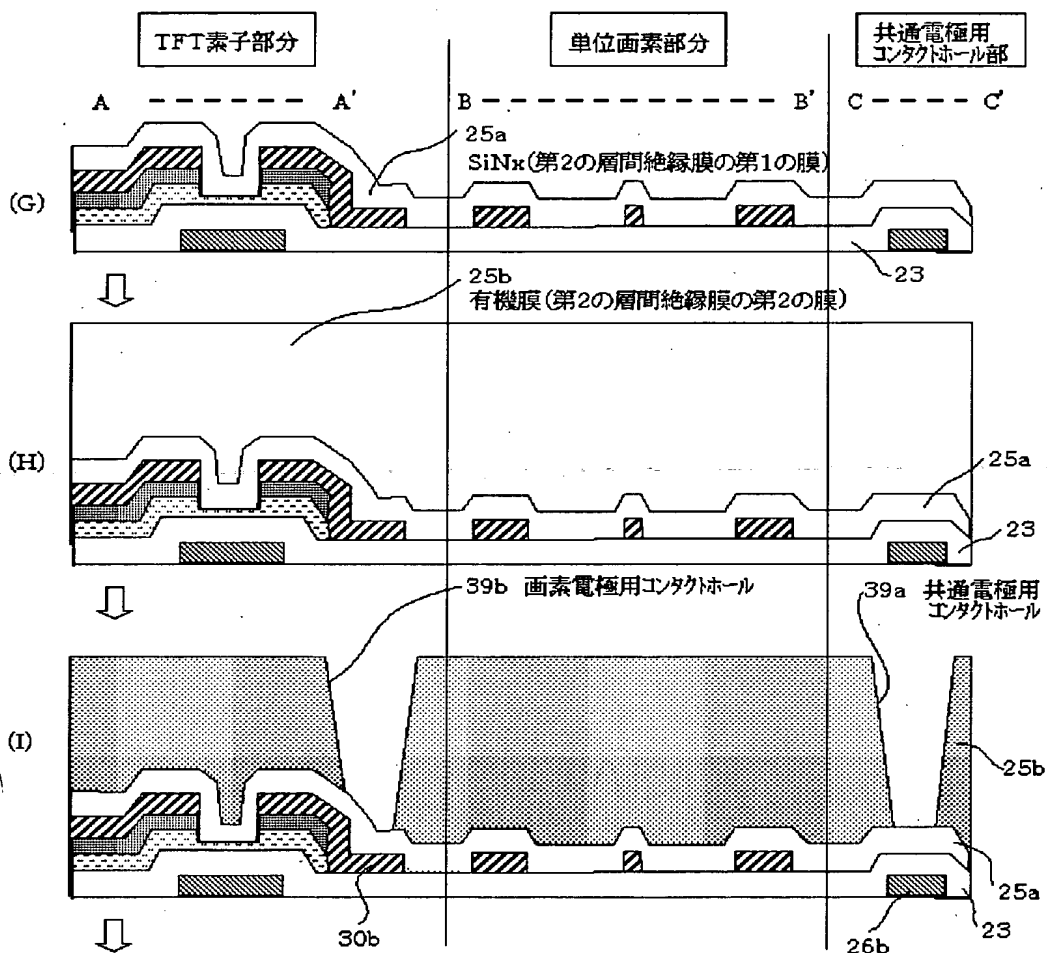 TFT素子部分
単位画素部分
共通電極用
コンタクトホール部
A A' B B' C C'
25a
SiNx(第2の層間絶縁膜の第1の膜)
(G)
23
25b
有機膜(第2の層間絶縁膜の第2の膜)
(H)
25a
23
39b 画素電極用コンタクトホール
39a 共通電極用
コンタクトホール
(I)
25b
25a
30b
26b
23